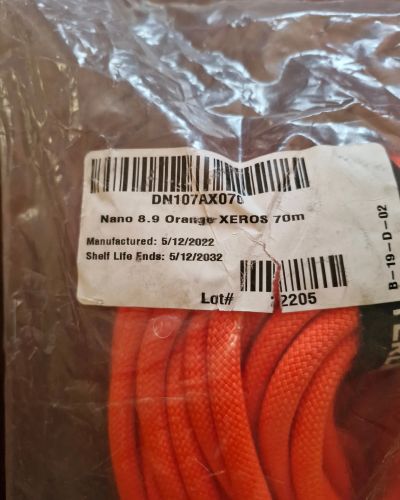 DN107AX070
Nano 8.9 Orange XEROS 70m
Manufactured: 5/12/2022
Shelf Life Ends: 5/12/2032
Lot# 22205
B-19-D-02